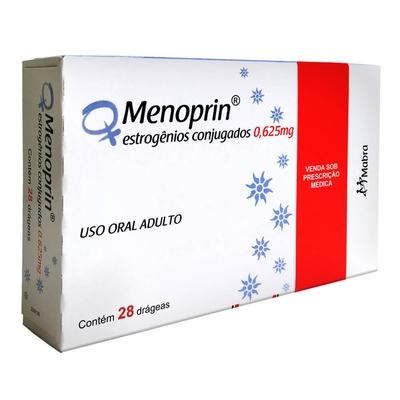 Menoprin®
estrogênios conjugados 0,625mg
USO ORAL ADULTO
Contém 28 drágeas
VENDA SOB
PRESCRIÇÃO
MÉDICA
Mabra
Menoprin®
estrogênios conjugados 0,625mg
Contém 28 drágeas